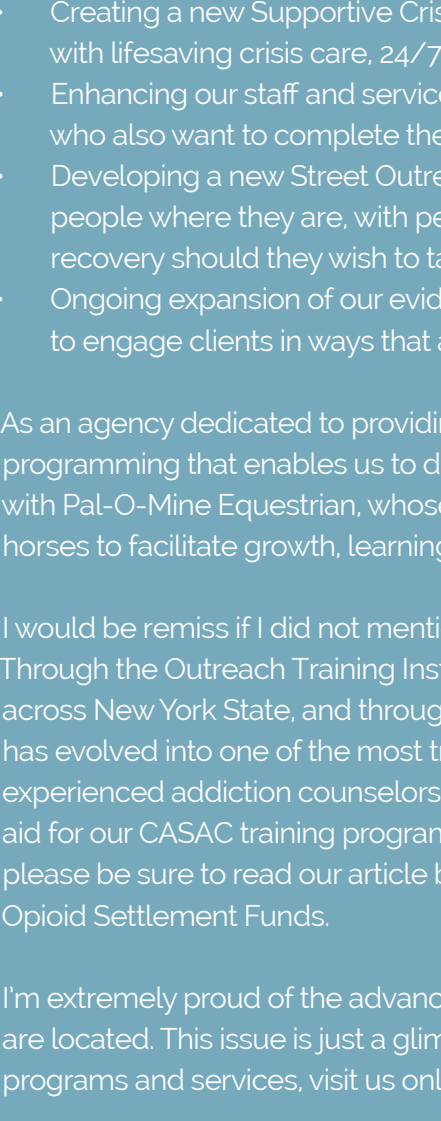 • Creating a new Supportive Cris
with lifesaving crisis care, 24/7
• Enhancing our staff and service
who also want to complete the
• Developing a new Street Outre
people where they are, with pe
recovery should they wish to ta
• Ongoing expansion of our evid
to engage clients in ways that a
As an agency dedicated to providi
programming that enables us to d
with Pal-O-Mine Equestrian, whose
horses to facilitate growth, learning
I would be remiss if I did not menti
Through the Outreach Training Ins
across New York State, and throug
has evolved into one of the most t
experienced addiction counselors
aid for our CASAC training program
please be sure to read our article b
Opioid Settlement Funds.
I'm extremely proud of the advanc
are located. This issue is just a glim
programs and services, visit us onl